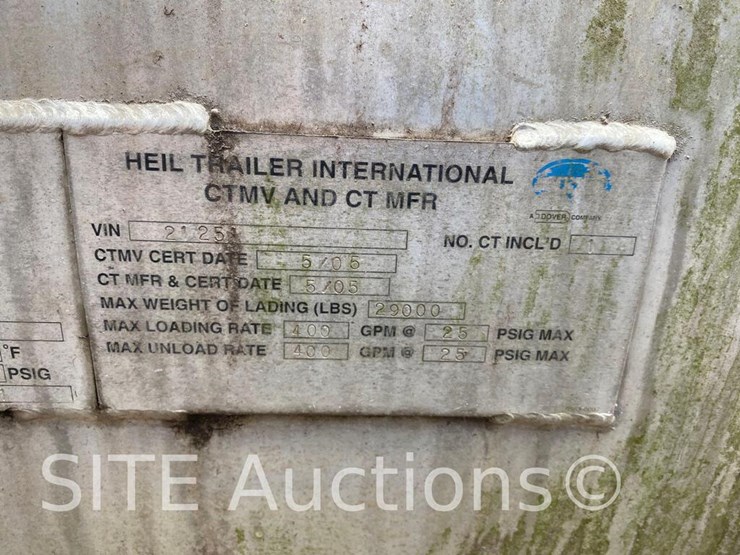 HEIL TRAILER INTERNATIONAL
CTMV AND CT MFR
A DOVER COMPANY
VIN
NO. CT INCL'D 1
CTMV CERT DATE 5/05
CT MFR & CERT DATE 5/05
MAX WEIGHT OF LADING (LBS) 29000
MAX LOADING RATE 400 GPM @ 25 PSIG MAX
MAX UNLOAD RATE 400 GPM @ 25 PSIG MAX
°F
PSIG
SITE Auctions©